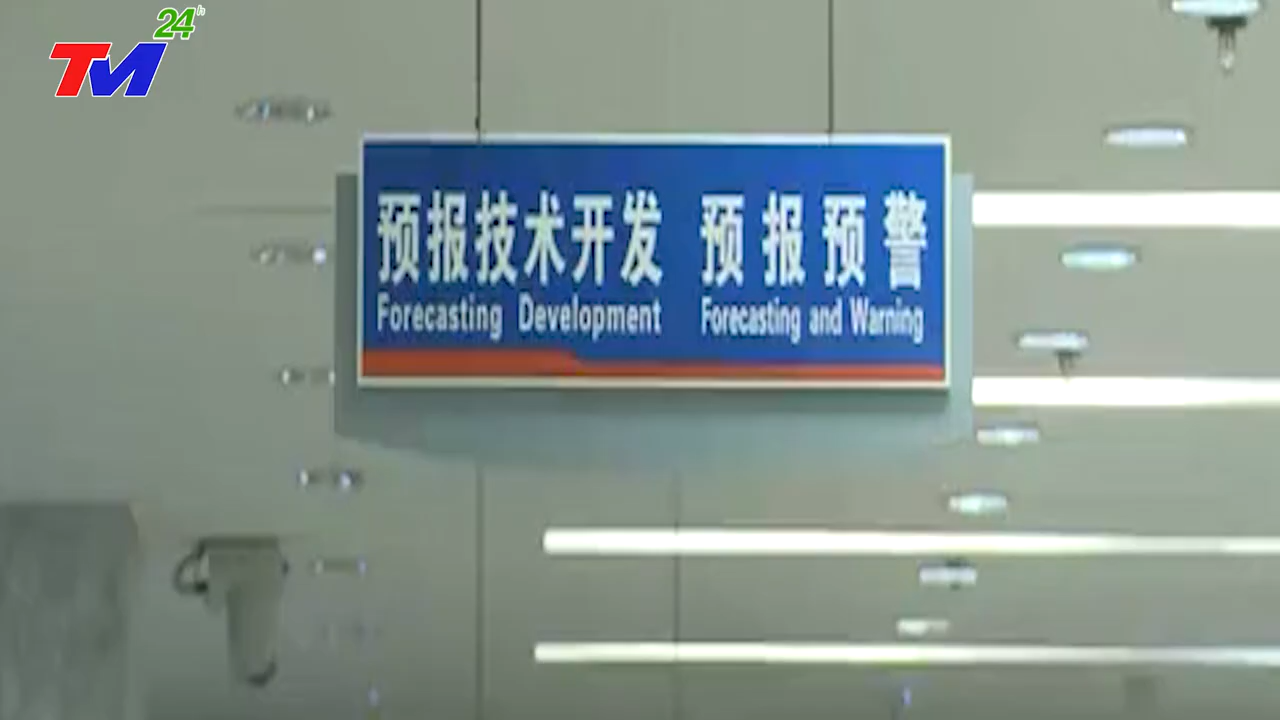 24h
TM
预报技术开发 预报预警
Forecasting Development Forecasting and Warning